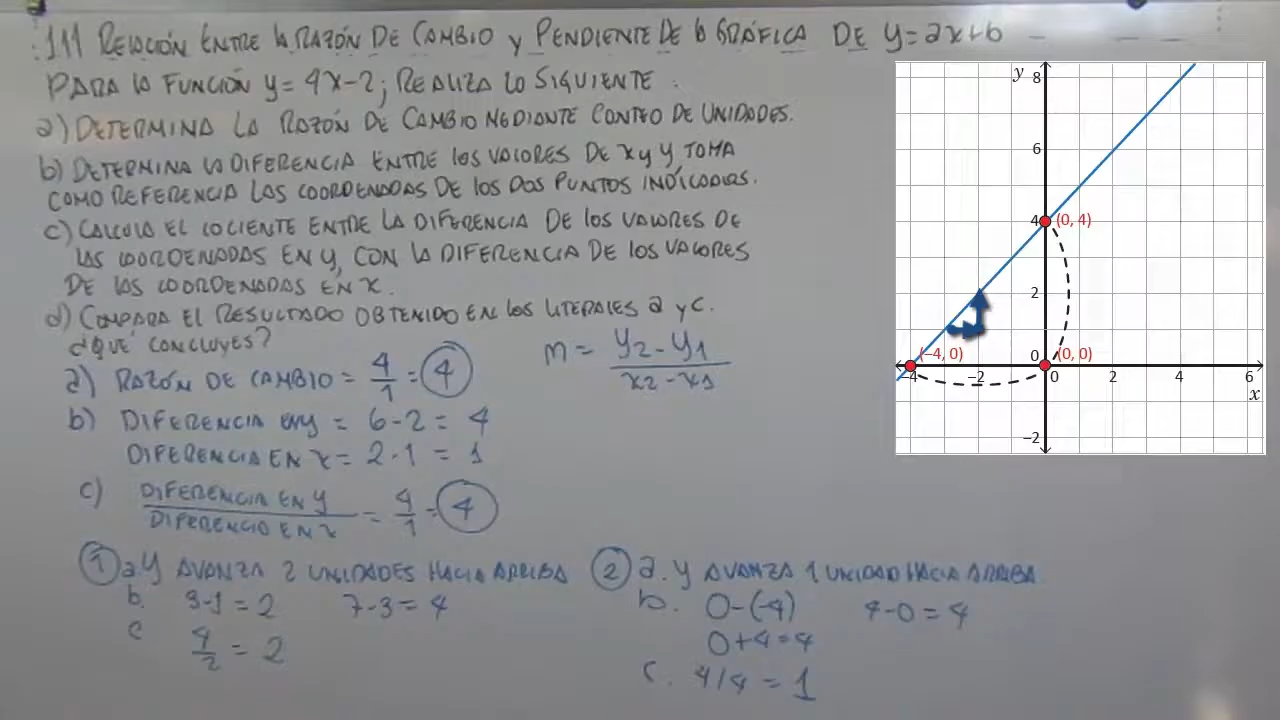 1.11 RELACIÓN ENTRE LA RAZÓN DE CAMBIO Y PENDIENTE DE LA GRÁFICA DE y=ax+b
PARA LA FUNCIÓN y=4x-2; REALIZA LO SIGUIENTE.
a) DETERMINA LA RAZÓN DE CAMBIO MEDIANTE CONTEO DE UNIDADES.
b) DETERMINA LA DIFERENCIA ENTRE LOS VALORES DE x y y, TOMA
COMO REFERENCIA LAS COORDENADAS DE LOS DOS PUNTOS INDICADAS.
c) CALCULA EL COCIENTE ENTRE LA DIFERENCIA DE LOS VALORES DE
LAS COORDENADAS EN y, CON LA DIFERENCIA DE LOS VALORES
DE LAS COORDENADAS EN x.
d) COMPARA EL RESULTADO OBTENIDO EN LOS LITERALES a y c.
¿QUÉ CONCLUYES?
m = y2-y1 / x2-x1
a) RAZÓN DE CAMBIO = 4/1 = 4
b) DIFERENCIA EN y = 6-2 = 4
DIFERENCIA EN x = 2-1 = 1
c) DIFERENCIA EN y / DIFERENCIA EN x = 4/1 = 4
1 a. y AVANZA 2 UNIDADES HACIA ARRIBA
b. 3-1=2 7-3=4
c 4/2 = 2
2 a. y AVANZA 1 UNIDAD HACIA ARRIBA
b. 0-(-4) 4-0=4
0+4=4
c. 4/4 = 1
y
8
6
4
(0, 4)
2
(−4, 0)
0
(0, 0)
−4 −2 0 2 4 6
x
−2